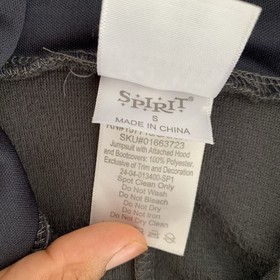 SPIRIT
S
MADE IN CHINA
SKU#01663723
Jumpsuit with Attached Hood
and Bootcovers: 100% Polyester.
Exclusive of Trim and Decoration
24-04-013400-SP1
Spot Clean Only
Do Not Wash
Do Not Bleach
Do Not Dry
Do Not Iron
Do Not Dry Clean